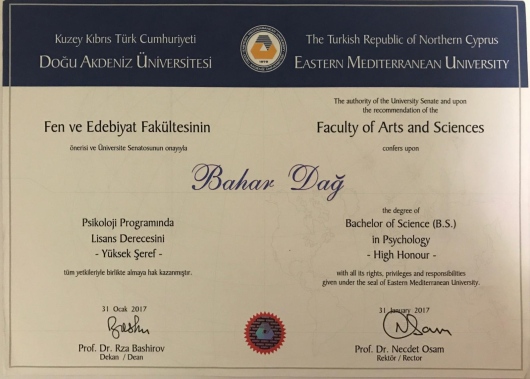 Kuzey Kıbrıs Türk Cumhuriyeti
DOĞU AKDENİZ ÜNİVERSİTESİ
The Turkish Republic of Northern Cyprus
EASTERN MEDITERRANEAN UNIVERSITY
Fen ve Edebiyat Fakültesinin
önerisi ve Üniversite Senatosunun onayıyla
The authority of the University Senate and upon
the recommendation of the
Faculty of Arts and Sciences
confers upon
Bahar Dağ
Psikoloji Programında
Lisans Derecesini
- Yüksek Şeref -
tüm yetkileriyle birlikte almaya hak kazanmıştır.
the degree of
Bachelor of Science (B.S.)
in Psychology
- High Honour -
with all its rights, privileges and responsibilities
given under the seal of Eastern Mediterranean University.
31 Ocak 2017
Prof. Dr. Rza Bashirov
Dekan / Dean
31 January 2017
Prof. Dr. Necdet Osam
Rektör / Rector